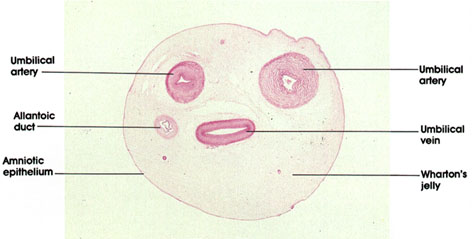 Umbilical
artery
Allantoic
duct
Amniotic
epithelium
Umbilical
artery
Umbilical
vein
Wharton's
jelly